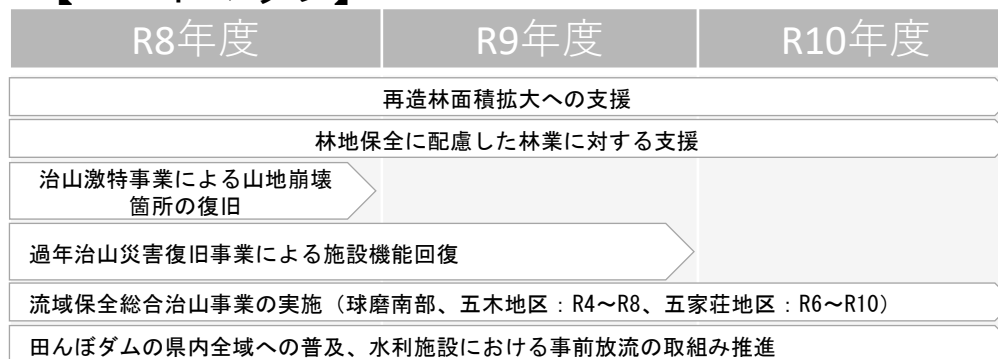 R8年度
R9年度
R10年度
再造林面積拡大への支援
林地保全に配慮した林業に対する支援
治山激特事業による山地崩壊
箇所の復旧
過年治山災害復旧事業による施設機能回復
流域保全総合治山事業の実施（球磨南部、五木地区：R4～R8、五家荘地区：R6～R10）
田んぼダムの県内全域への普及、水利施設における事前放流の取組み推進